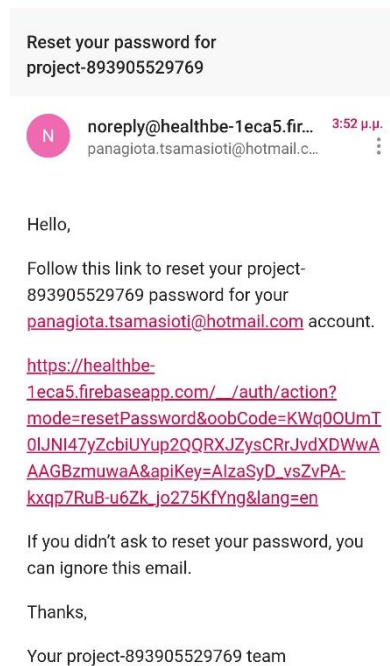 Reset your password for
project-893905529769
N
noreply@healthbe-1eca5.fir...
3:52 μ.μ.
panagiota.tsamasioti@hotmail.c...
Hello,
Follow this link to reset your project-
893905529769 password for your
panagiota.tsamasioti@hotmail.com account.
https://healthbe-
1eca5.firebaseapp.com/__/auth/action?
mode=resetPassword&oobCode=KWq0OUmT
0lJNI47yZcbiUYup2QQRXJZysCRrJvdXDWwA
AAGBzmuwaA&apiKey=AIzaSyD_vsZvPA-
kxqp7RuB-u6Zk_jo275KfYng&lang=en
If you didn’t ask to reset your password, you
can ignore this email.
Thanks,
Your project-893905529769 team